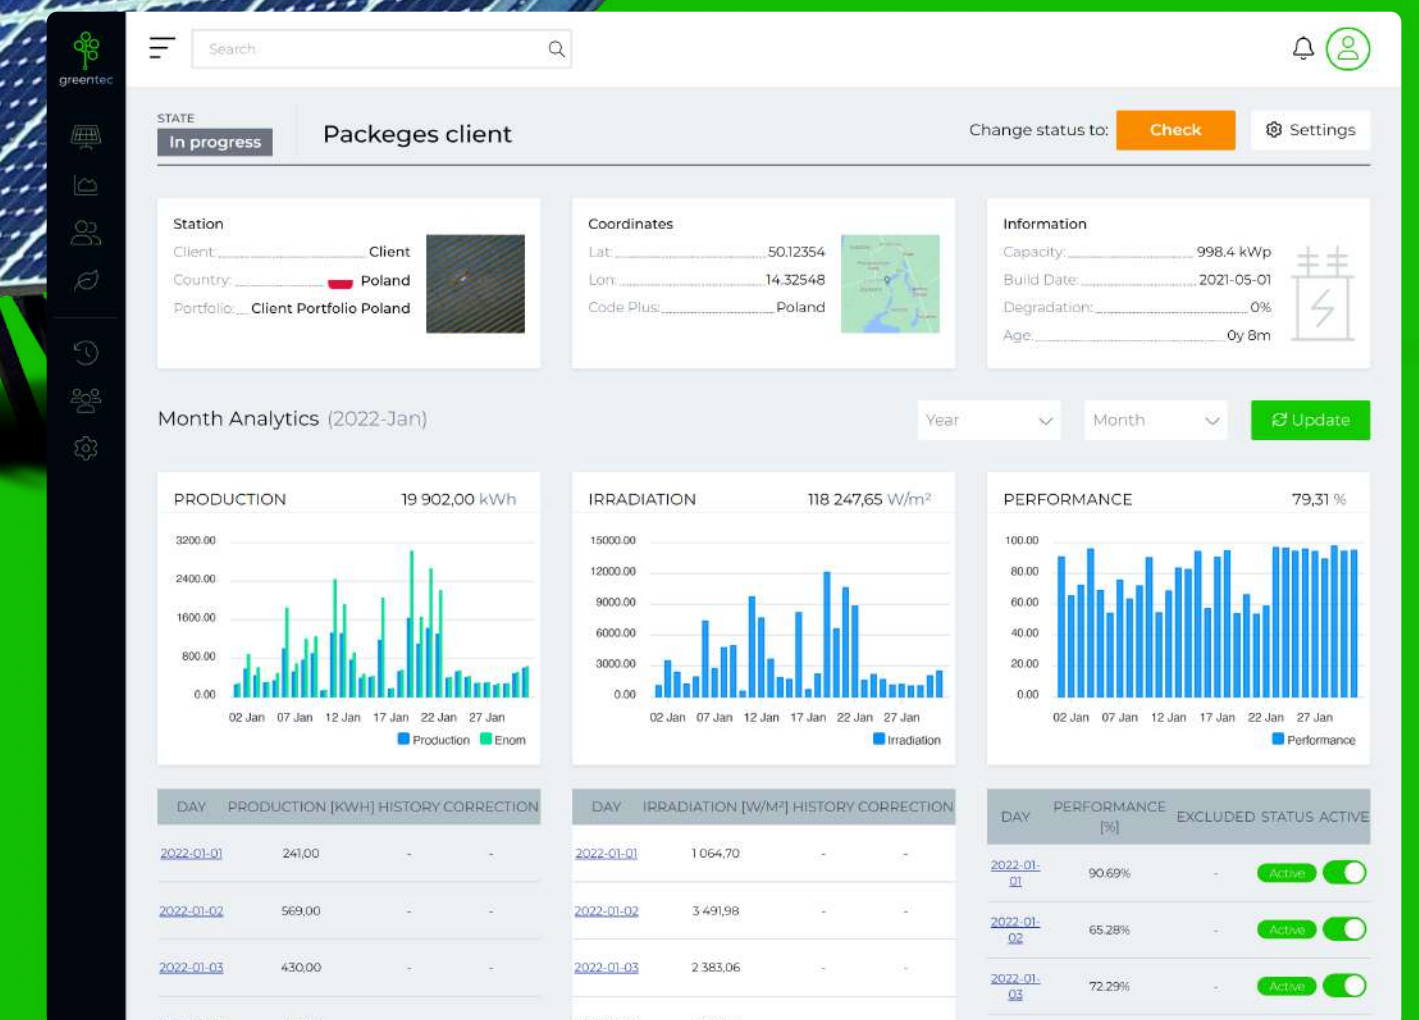 greentec
Search
STATE
In progress
Packeges client
Change status to:
Check
Settings
Station
Client: Client
Country: Poland
Portfolio: Client Portfolio Poland
Coordinates
Lat: 50.12354
Lon: 14.32548
Code Plus: Poland
Information
Capacity: 998.4 kWp
Build Date: 2021-05-01
Degradation: 0%
Age: 0y 8m
Month Analytics (2022-Jan)
Year
Month
Update
PRODUCTION 19 902,00 kWh
3200.00
2400.00
1600.00
800.00
0.00
02 Jan 07 Jan 12 Jan 17 Jan 22 Jan 27 Jan
Production Enom
IRRADIATION 118 247,65 W/m²
15000.00
12000.00
9000.00
6000.00
3000.00
0.00
02 Jan 07 Jan 12 Jan 17 Jan 22 Jan 27 Jan
Irradiation
PERFORMANCE 79,31 %
100.00
80.00
60.00
40.00
20.00
0.00
02 Jan 07 Jan 12 Jan 17 Jan 22 Jan 27 Jan
Performance
DAY PRODUCTION [KWH] HISTORY CORRECTION
2022-01-01 241,00 - -
2022-01-02 569,00 - -
2022-01-03 430,00 - -
DAY IRRADIATION [W/M²] HISTORY CORRECTION
2022-01-01 1 064,70 - -
2022-01-02 3 491,98 - -
2022-01-03 2 383,06 - -
DAY PERFORMANCE [%] EXCLUDED STATUS ACTIVE
2022-01-
01 90.69% - Active
2022-01-
02 65.28% - Active
2022-01-
03 72.29% - Active